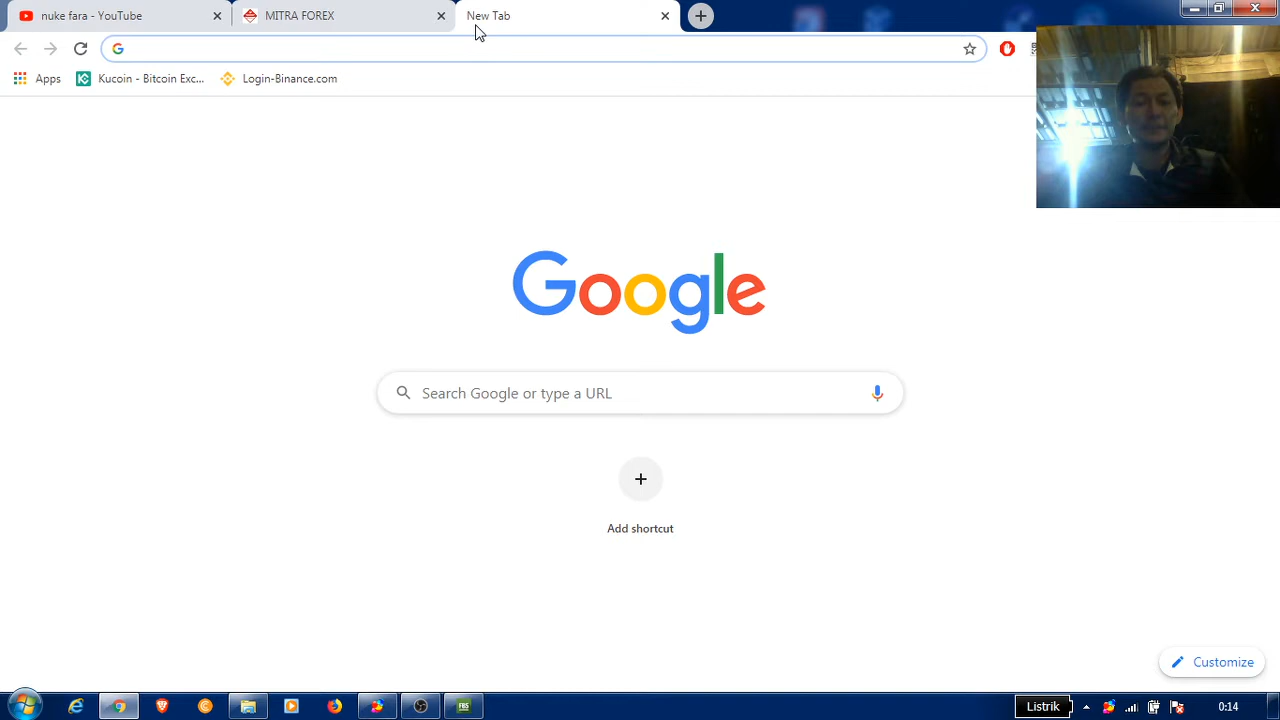 nuke fara - YouTube
MITRA FOREX
New Tab
Apps
Kucoin - Bitcoin Exc...
Login-Binance.com
Google
Search Google or type a URL
Add shortcut
Customize
FBS
Listrik
0:14